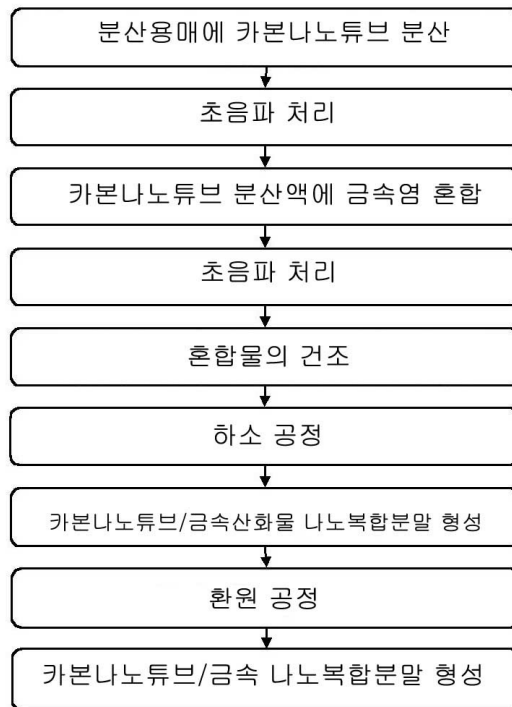 분산용매에 카본나노튜브 분산
초음파 처리
카본나노튜브 분산액에 금속염 혼합
초음파 처리
혼합물의 건조
하소 공정
카본나노튜브/금속산화물 나노복합분말 형성
환원 공정
카본나노튜브/금속 나노복합분말 형성